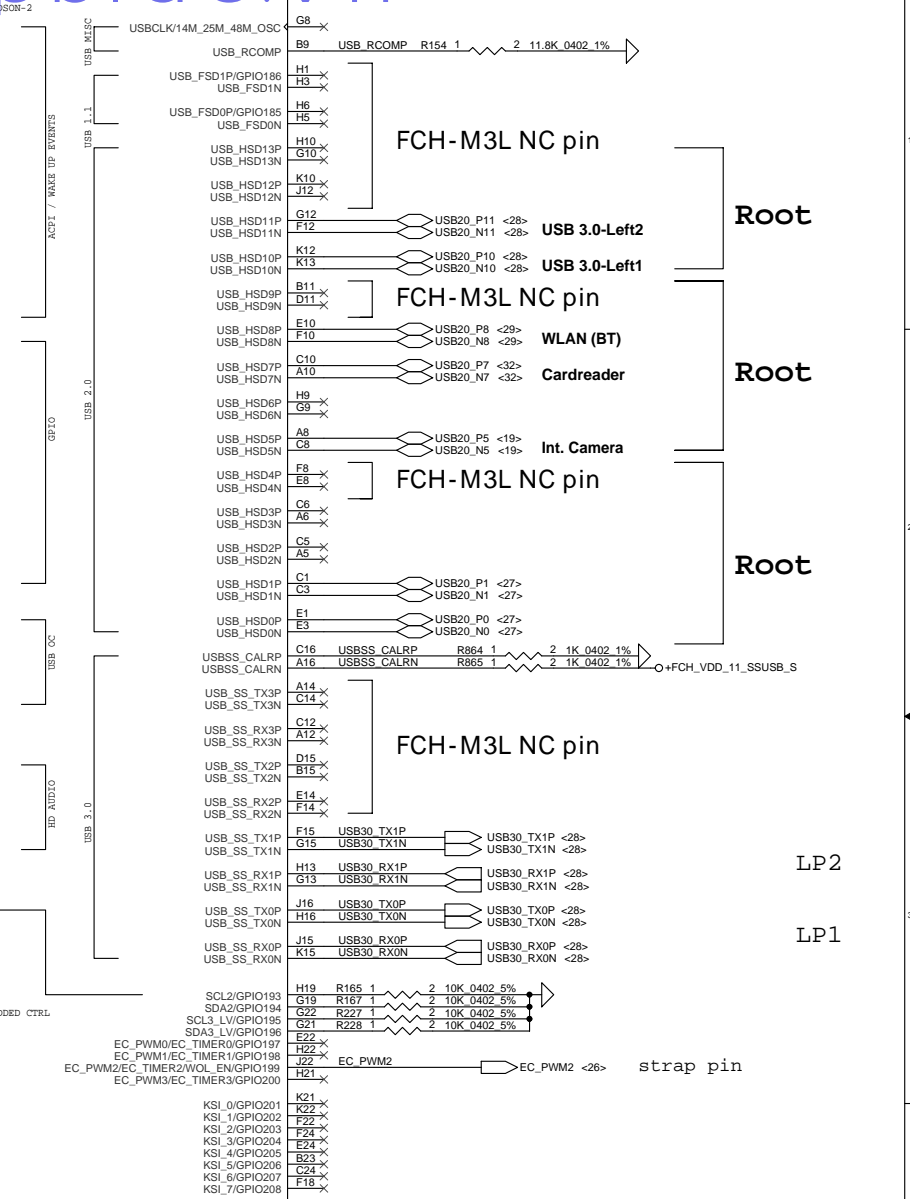 DSON-2
USBCLK/14M_25M_48M_OSC G8
USB MISC
USB_RCOMP B9 USB_RCOMP R154 1 2 11.8K_0402_1%
USB_FSD1P/GPIO186 H1
USB_FSD1N H3
USB 1.1
USB_FSD0P/GPIO185 H6
USB_FSD0N H5
ACPI / WAKE UP EVENTS
FCH-M3L NC pin
USB_HSD13P H10
USB_HSD13N G10
USB_HSD12P K10
USB_HSD12N J12
Root
USB_HSD11P G12 USB20_P11 <28>
USB_HSD11N F12 USB20_N11 <28> USB 3.0-Left2
USB_HSD10P K12 USB20_P10 <28>
USB_HSD10N K13 USB20_N10 <28> USB 3.0-Left1
USB_HSD9P B11
USB_HSD9N D11
FCH-M3L NC pin
USB_HSD8P E10 USB20_P8 <29>
USB_HSD8N F10 USB20_N8 <29> WLAN (BT)
USB_HSD7P C10 USB20_P7 <32>
USB_HSD7N A10 USB20_N7 <32> Cardreader
Root
USB 2.0
GPIO
USB_HSD6P H9
USB_HSD6N G9
USB_HSD5P A8 USB20_P5 <19>
USB_HSD5N C8 USB20_N5 <19> Int. Camera
USB_HSD4P F8
USB_HSD4N E8
FCH-M3L NC pin
USB_HSD3P C6
USB_HSD3N A6
USB_HSD2P C5
USB_HSD2N A5
Root
USB_HSD1P C1 USB20_P1 <27>
USB_HSD1N C3 USB20_N1 <27>
USB_HSD0P E1 USB20_P0 <27>
USB_HSD0N E3 USB20_N0 <27>
USB OC
USBSS_CALRP C16 USBSS_CALRP R864 1 2 1K_0402_1%
USBSS_CALRN A16 USBSS_CALRN R865 1 2 1K_0402_1% +FCH_VDD_11_SSUSB_S
USB_SS_TX3P A14
USB_SS_TX3N C14
USB_SS_RX3P C12
USB_SS_RX3N A12
FCH-M3L NC pin
USB_SS_TX2P D15
USB_SS_TX2N B15
USB_SS_RX2P E14
USB_SS_RX2N F14
HD AUDIO
USB 3.0
USB_SS_TX1P F15 USB30_TX1P USB30_TX1P <28>
USB_SS_TX1N G15 USB30_TX1N USB30_TX1N <28>
LP2
USB_SS_RX1P H13 USB30_RX1P USB30_RX1P <28>
USB_SS_RX1N G13 USB30_RX1N USB30_RX1N <28>
USB_SS_TX0P J16 USB30_TX0P USB30_TX0P <28>
USB_SS_TX0N H16 USB30_TX0N USB30_TX0N <28>
LP1
USB_SS_RX0P J15 USB30_RX0P USB30_RX0P <28>
USB_SS_RX0N K15 USB30_RX0N USB30_RX0N <28>
SCL2/GPIO193 H19 R165 1 2 10K_0402_5%
SDA2/GPIO194 G19 R167 1 2 10K_0402_5%
SCL3_LV/GPIO195 G22 R227 1 2 10K_0402_5%
SDA3_LV/GPIO196 G21 R228 1 2 10K_0402_5%
DDED CTRL
EC_PWM0/EC_TIMER0/GPIO197 E22
EC_PWM1/EC_TIMER1/GPIO198 H22
EC_PWM2/EC_TIMER2/WOL_EN/GPIO199 J22 EC_PWM2 EC_PWM2 <26> strap pin
EC_PWM3/EC_TIMER3/GPIO200 H21
KSI_0/GPIO201 K21
KSI_1/GPIO202 K22
KSI_2/GPIO203 F22
KSI_3/GPIO204 F24
KSI_4/GPIO205 E24
KSI_5/GPIO206 B23
KSI_6/GPIO207 C24
KSI_7/GPIO208 F18